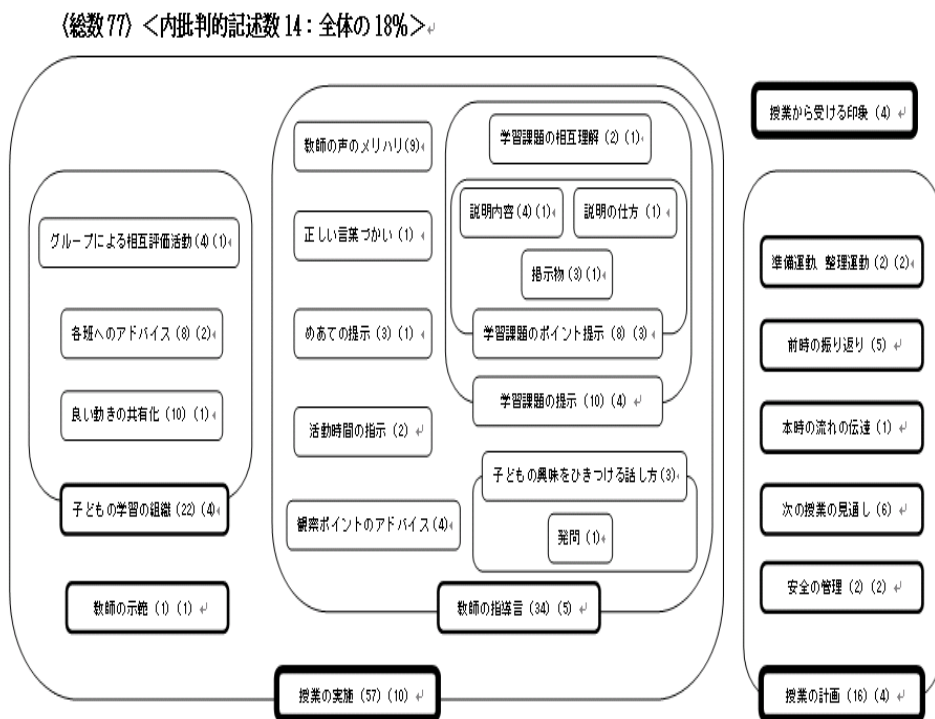 〈総数77〉＜内批判的記述数14：全体の18%＞
授業から受ける印象（4）
教師の声のメリハリ(9)
学習課題の相互理解（2）（1）
説明内容（4）（1）
説明の仕方（1）
正しい言葉づかい（1）
掲示物（3）（1）
めあての提示（3）（1）
学習課題のポイント提示（8）（3）
学習課題の提示（10）（4）
活動時間の指示（2）
子どもの興味をひきつける話し方(3)
観察ポイントのアドバイス(4)
発問（1）
教師の指導言（34）（5）
グループによる相互評価活動（4）（1）
各班へのアドバイス（8）（2）
良い動きの共有化（10）（1）
子どもの学習の組織（22）（4）
教師の示範（1）（1）
授業の実施（57）（10）
準備運動、整理運動（2）（2）
前時の振り返り（5）
本時の流れの伝達（1）
次の授業の見通し（6）
安全の管理（2）（2）
授業の計画（16）（4）